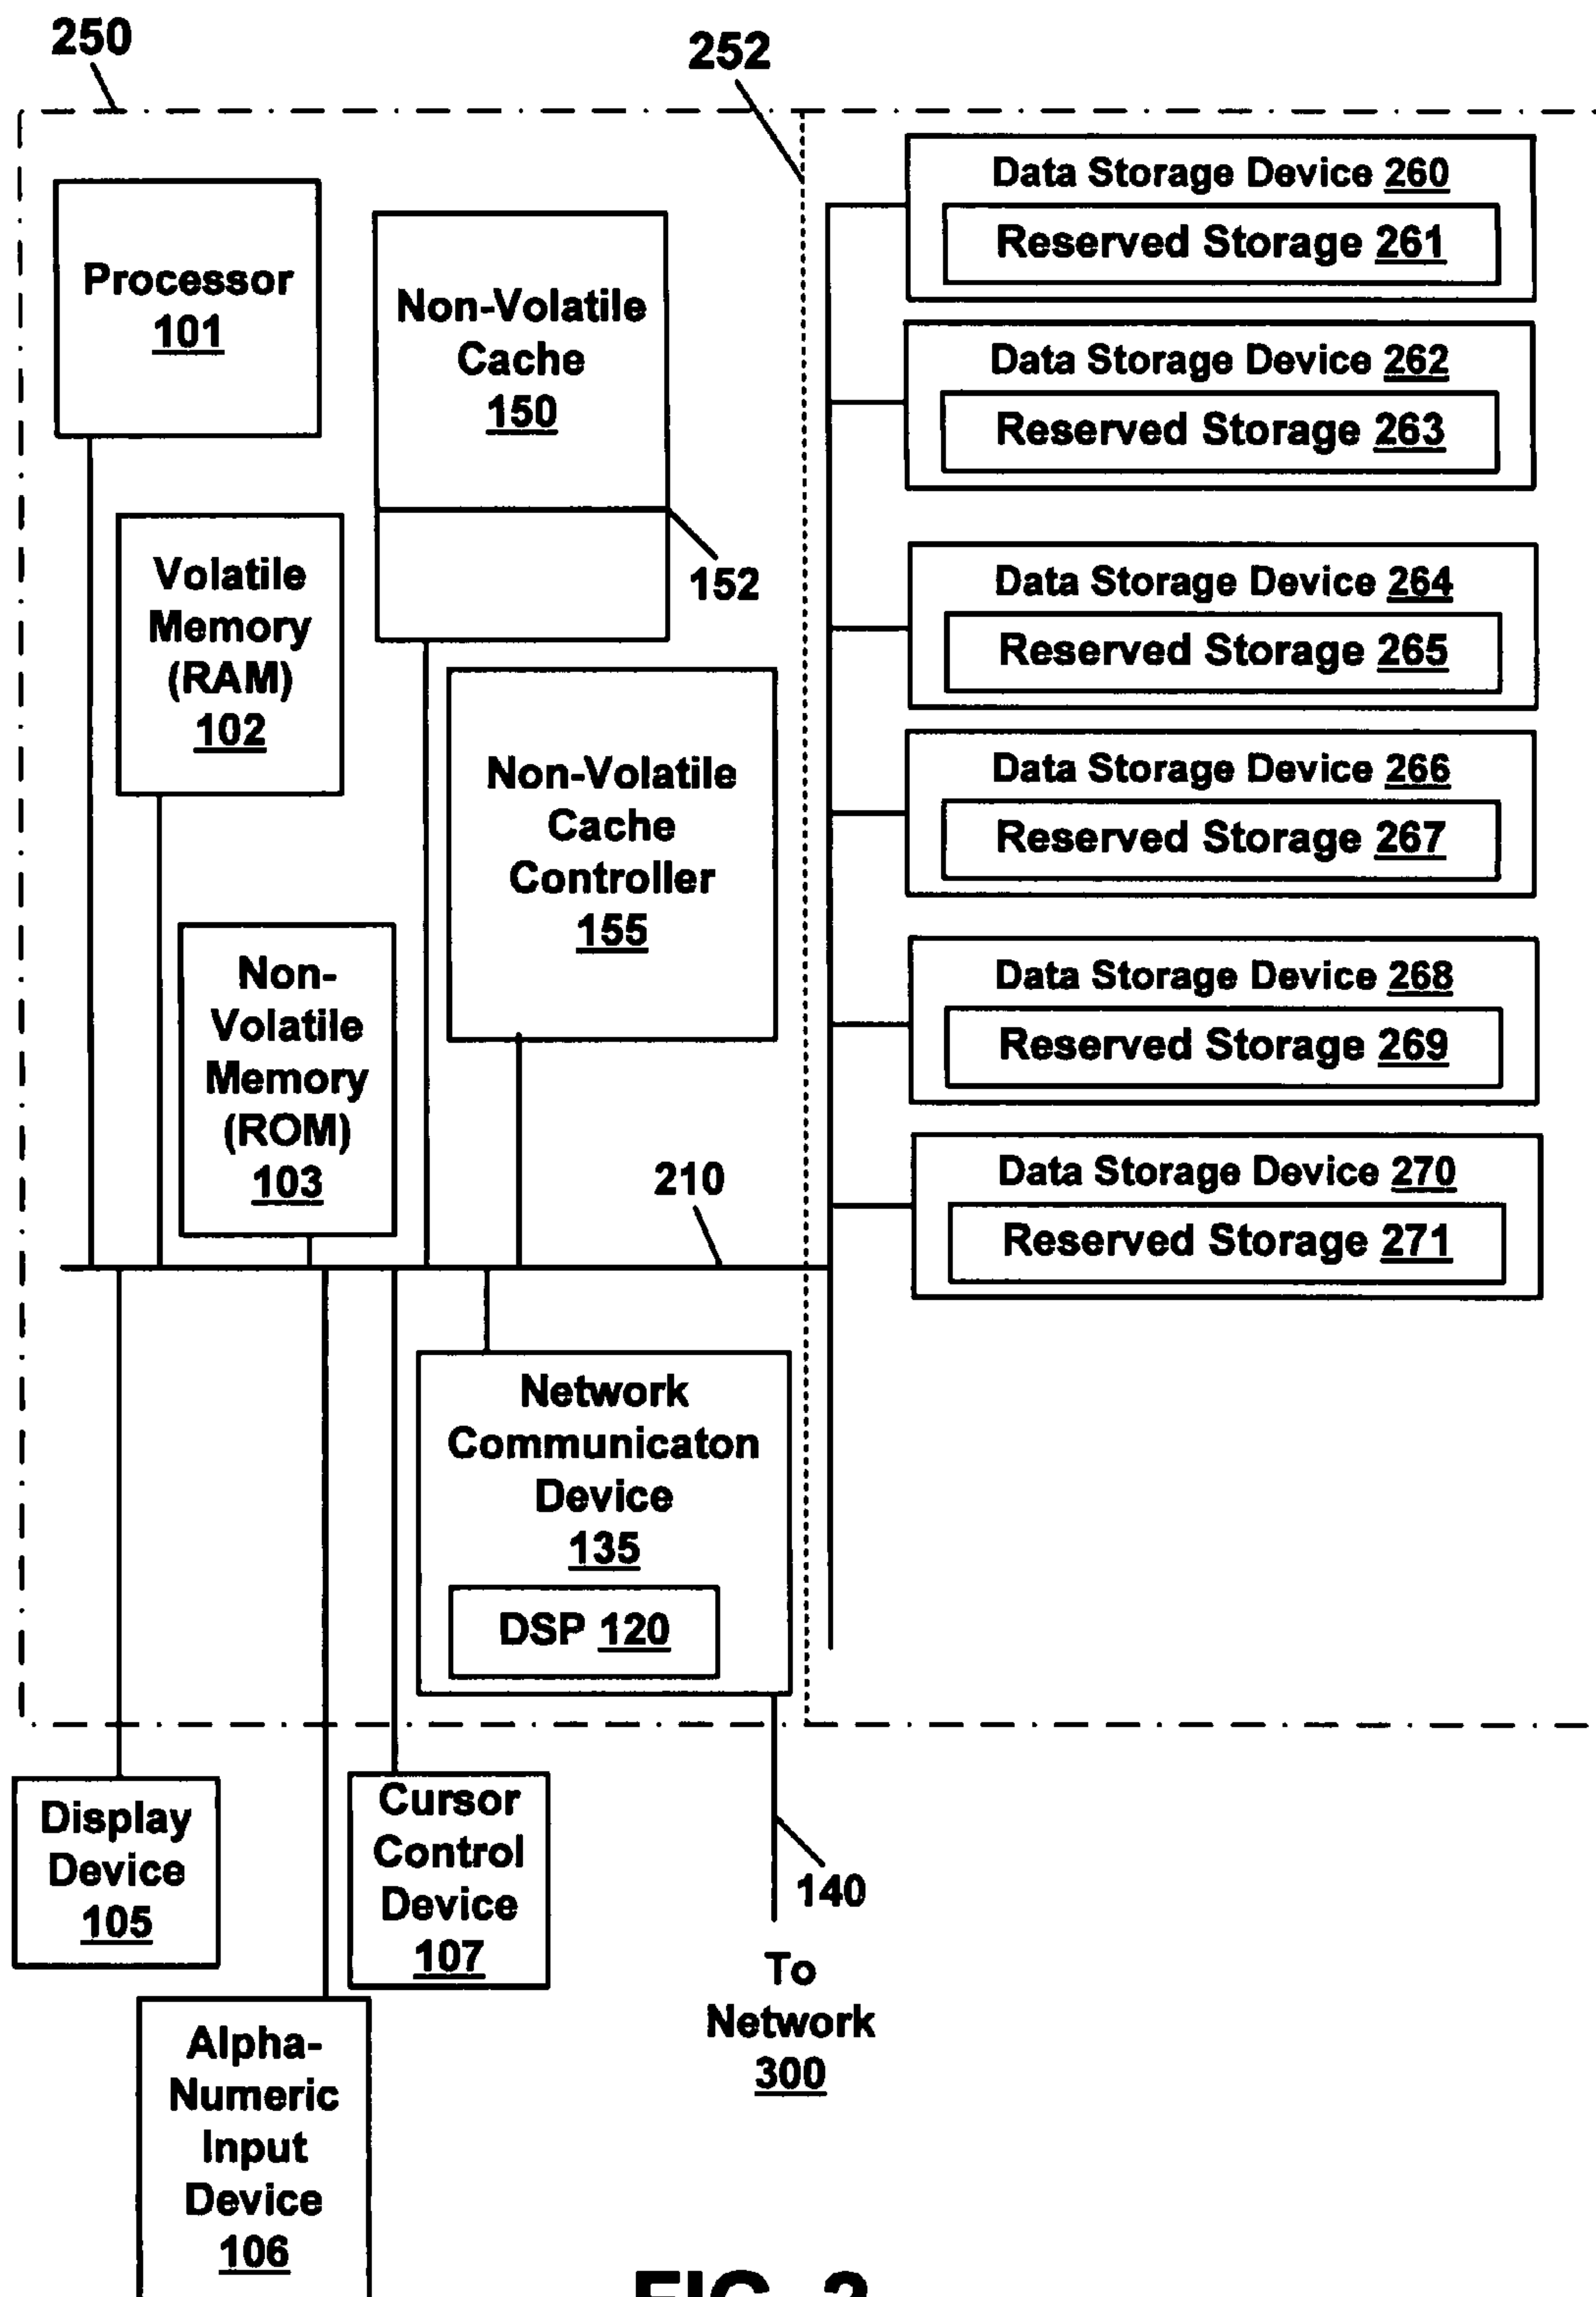 250
252
Processor
101
Non-Volatile
Cache
150
152
Volatile
Memory
(RAM)
102
Non-Volatile
Cache
Controller
155
Non-
Volatile
Memory
(ROM)
103
210
Data Storage Device 260
Reserved Storage 261
Data Storage Device 262
Reserved Storage 263
Data Storage Device 264
Reserved Storage 265
Data Storage Device 266
Reserved Storage 267
Data Storage Device 268
Reserved Storage 269
Data Storage Device 270
Reserved Storage 271
Network
Communicaton
Device
135
DSP 120
Display
Device
105
Cursor
Control
Device
107
140
To
Network
300
Alpha-
Numeric
Input
Device
106
FIG.